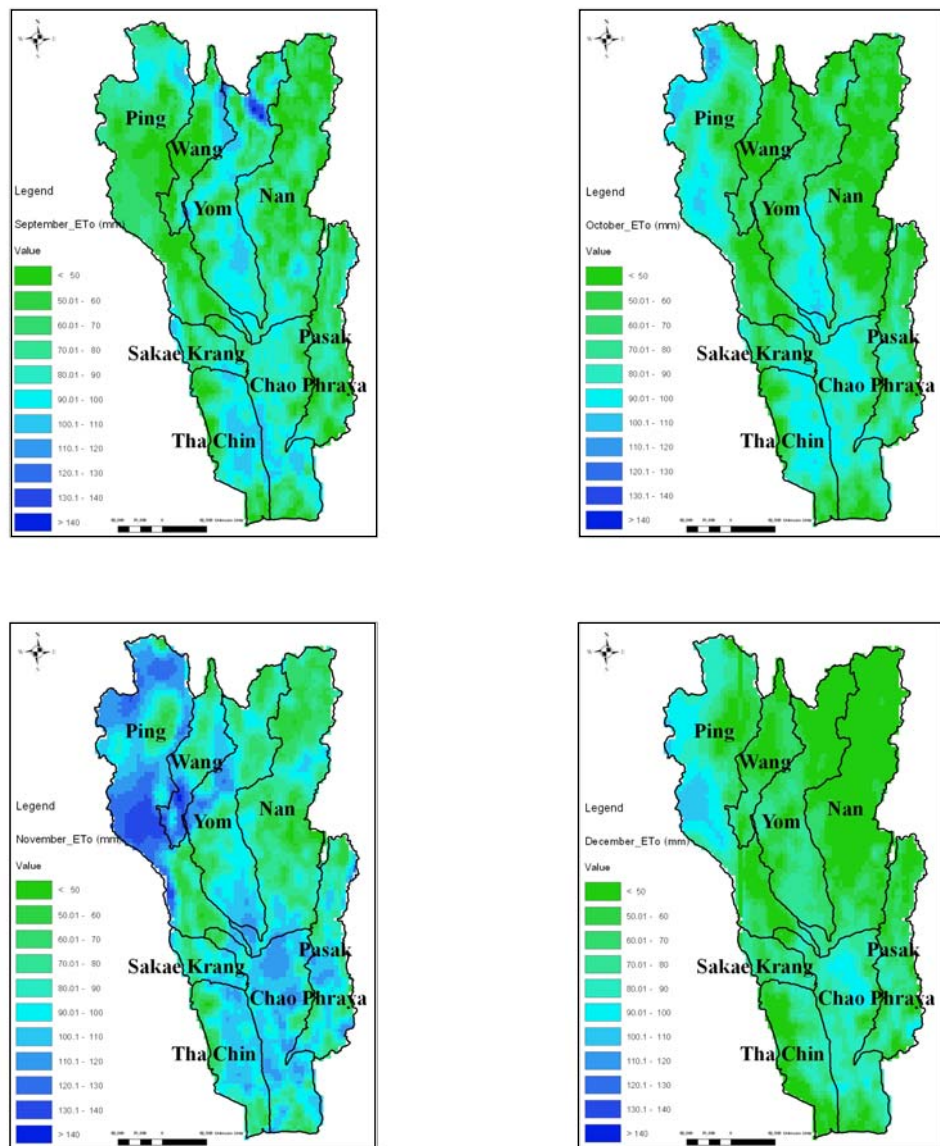 N
W E
Ping
Wang
Yom
Nan
Pasak
Sakae Krang
Chao Phraya
Tha Chin
Legend
September_ETo (mm)
Value
< 50
50.01 - 60
60.01 - 70
70.01 - 80
80.01 - 90
90.01 - 100
100.1 - 110
110.1 - 120
120.1 - 130
130.1 - 140
> 140
N
W E
Ping
Wang
Yom
Nan
Pasak
Sakae Krang
Chao Phraya
Tha Chin
Legend
October_ETo (mm)
Value
< 50
50.01 - 60
60.01 - 70
70.01 - 80
80.01 - 90
90.01 - 100
100.1 - 110
110.1 - 120
120.1 - 130
130.1 - 140
> 140
N
W E
Ping
Wang
Yom
Nan
Pasak
Sakae Krang
Chao Phraya
Tha Chin
Legend
November_ETo (mm)
Value
< 50
50.01 - 60
60.01 - 70
70.01 - 80
80.01 - 90
90.01 - 100
100.1 - 110
110.1 - 120
120.1 - 130
130.1 - 140
> 140
N
W E
Ping
Wang
Yom
Nan
Pasak
Sakae Krang
Chao Phraya
Tha Chin
Legend
December_ETo (mm)
Value
< 50
50.01 - 60
60.01 - 70
70.01 - 80
80.01 - 90
90.01 - 100
100.1 - 110
110.1 - 120
120.1 - 130
130.1 - 140
> 140